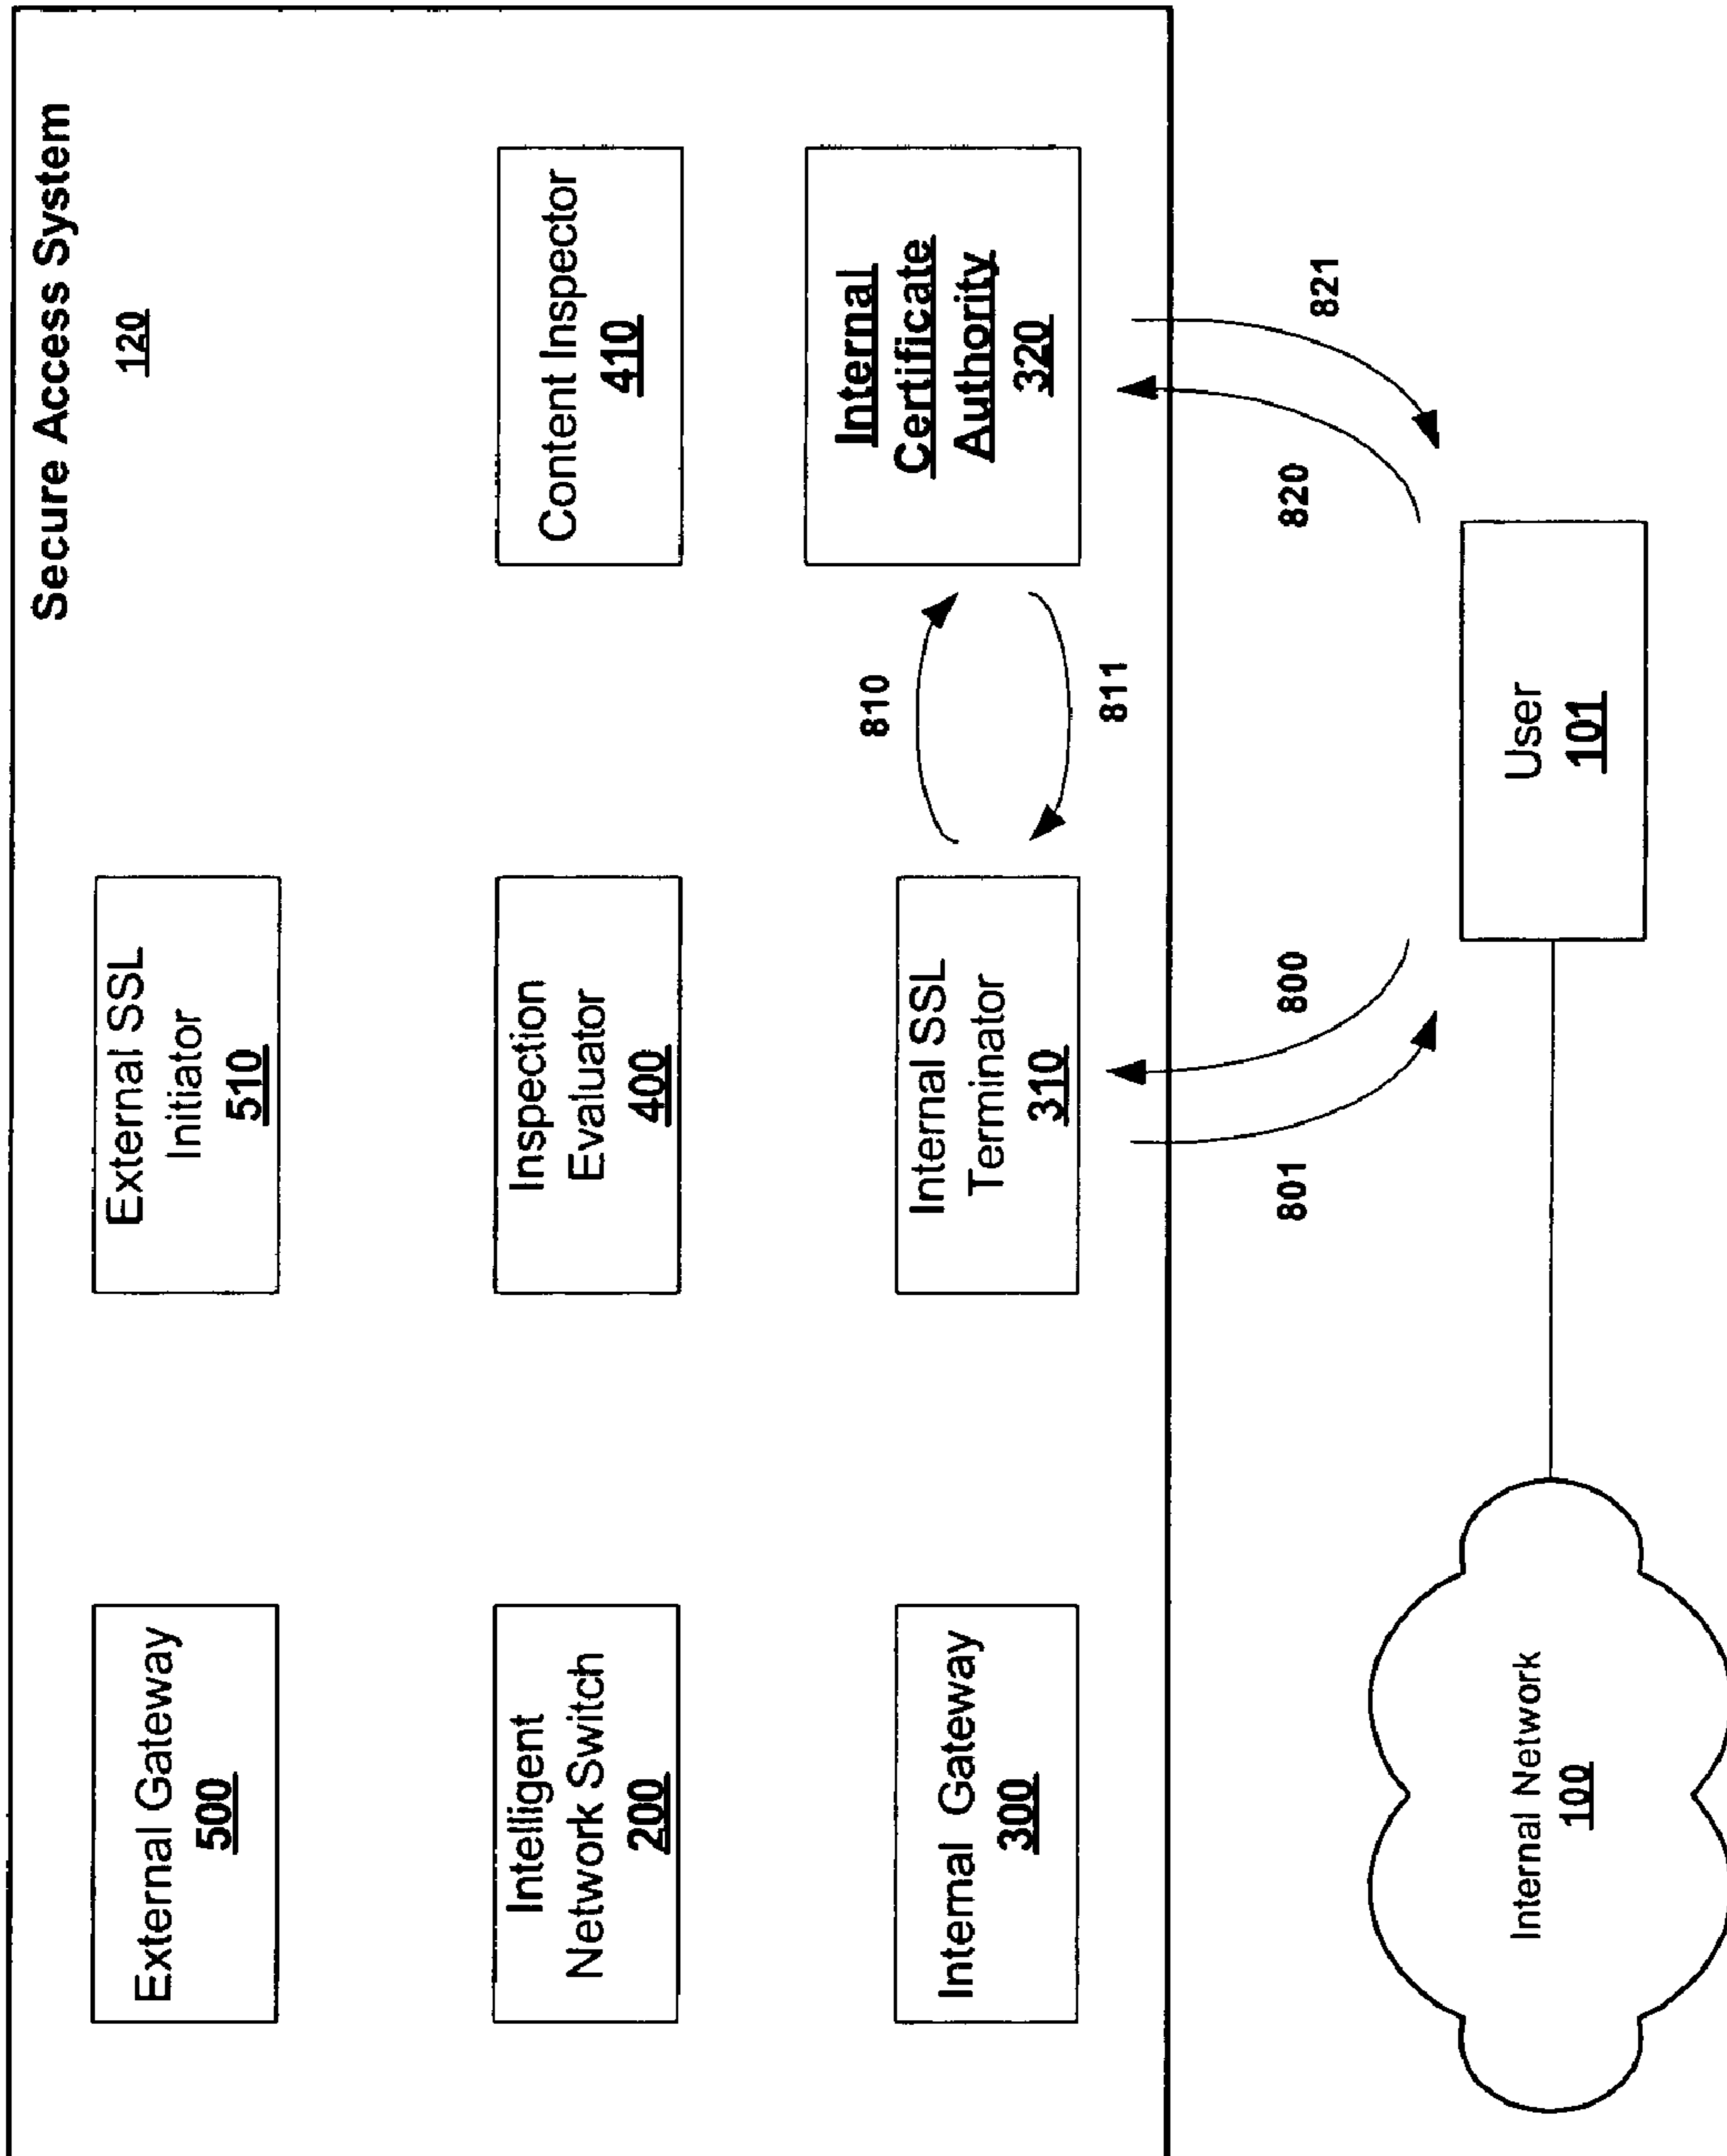 Secure Access System
120
External Gateway
500
External SSL
Initiator
510
Intelligent
Network Switch
200
Inspection
Evaluator
400
Content Inspector
410
Internal Gateway
300
Internal SSL
Terminator
310
810
811
Internal
Certificate
Authority
320
801
800
820
821
Internal Network
100
User
101